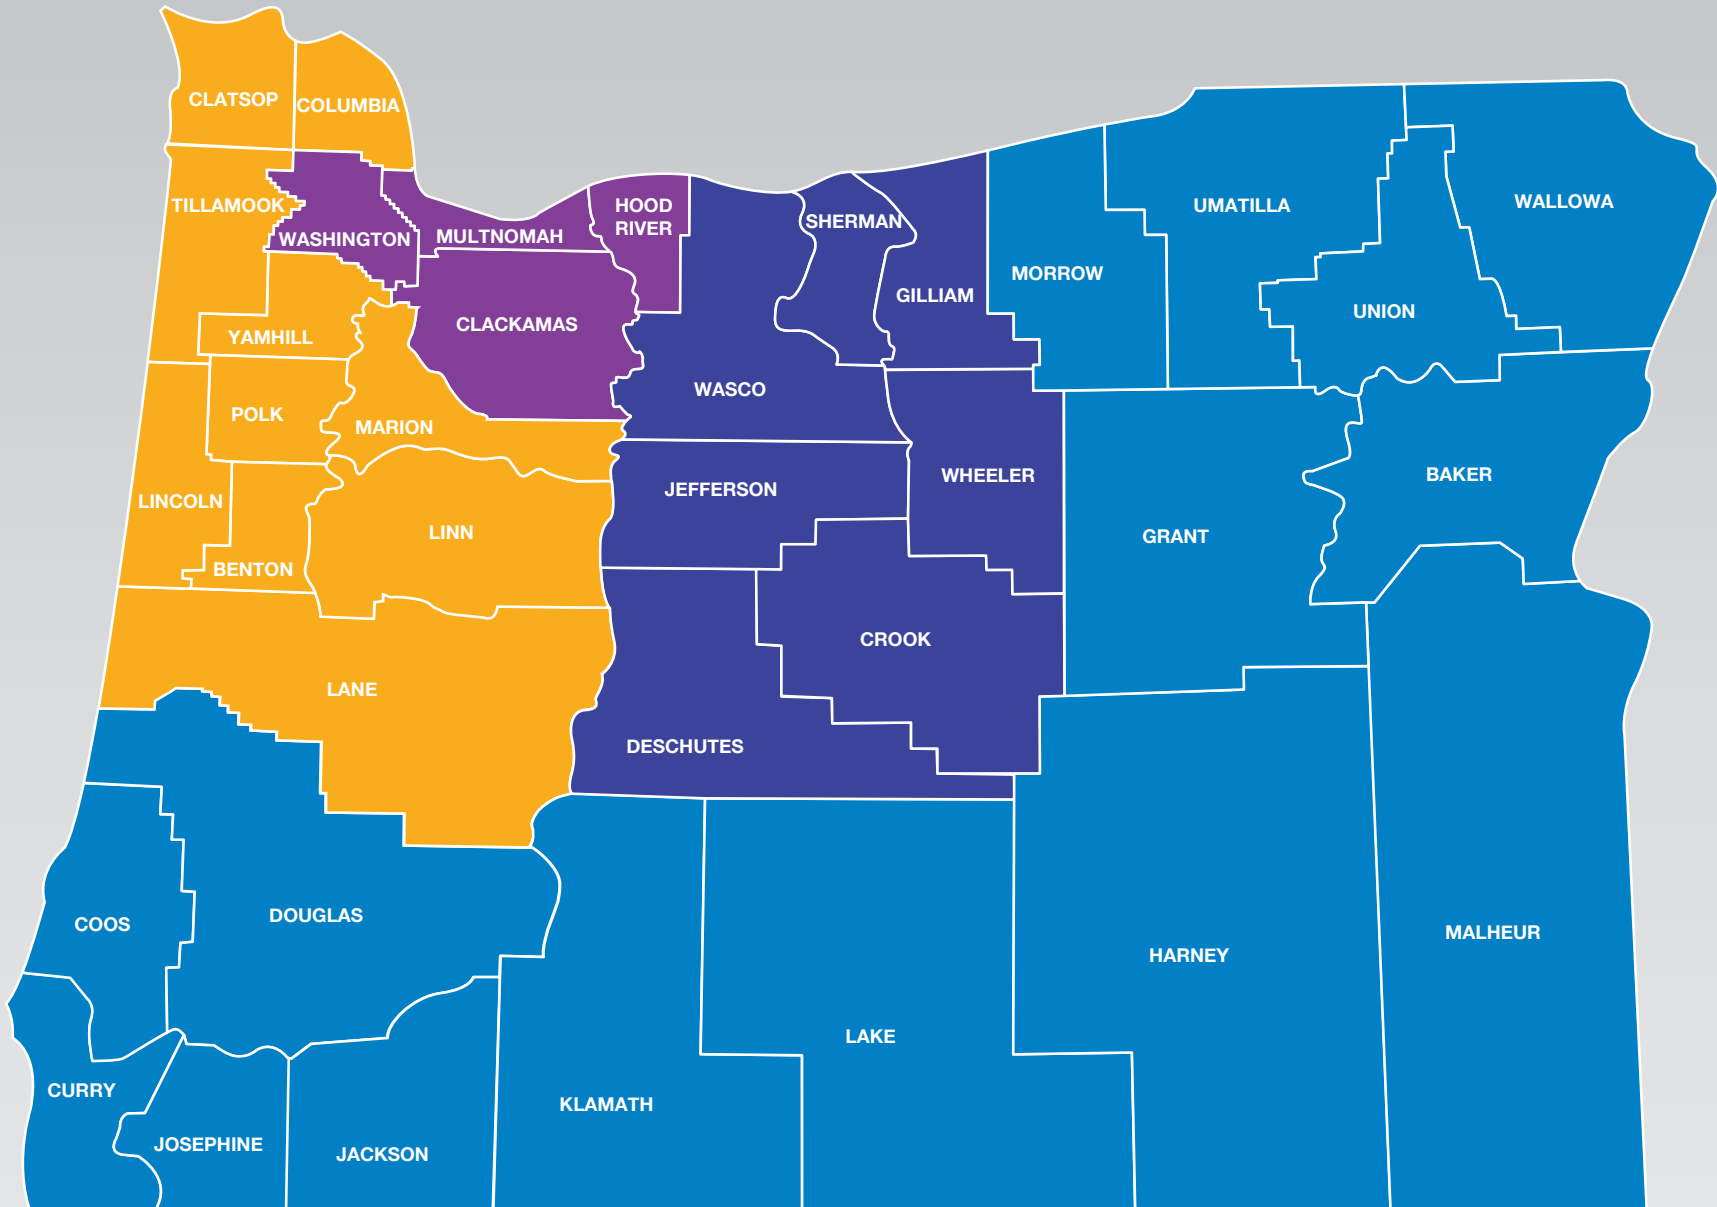 CLATSOP
COLUMBIA
TILLAMOOK
WASHINGTON
MULTNOMAH
HOOD
RIVER
SHERMAN
GILLIAM
MORROW
UMATILLA
UNION
WALLOWA
YAMHILL
CLACKAMAS
WASCO
POLK
MARION
JEFFERSON
WHEELER
LINCOLN
BENTON
LINN
GRANT
BAKER
LANE
DESCHUTES
CROOK
COOS
DOUGLAS
HARNEY
MALHEUR
CURRY
JOSEPHINE
JACKSON
KLAMATH
LAKE